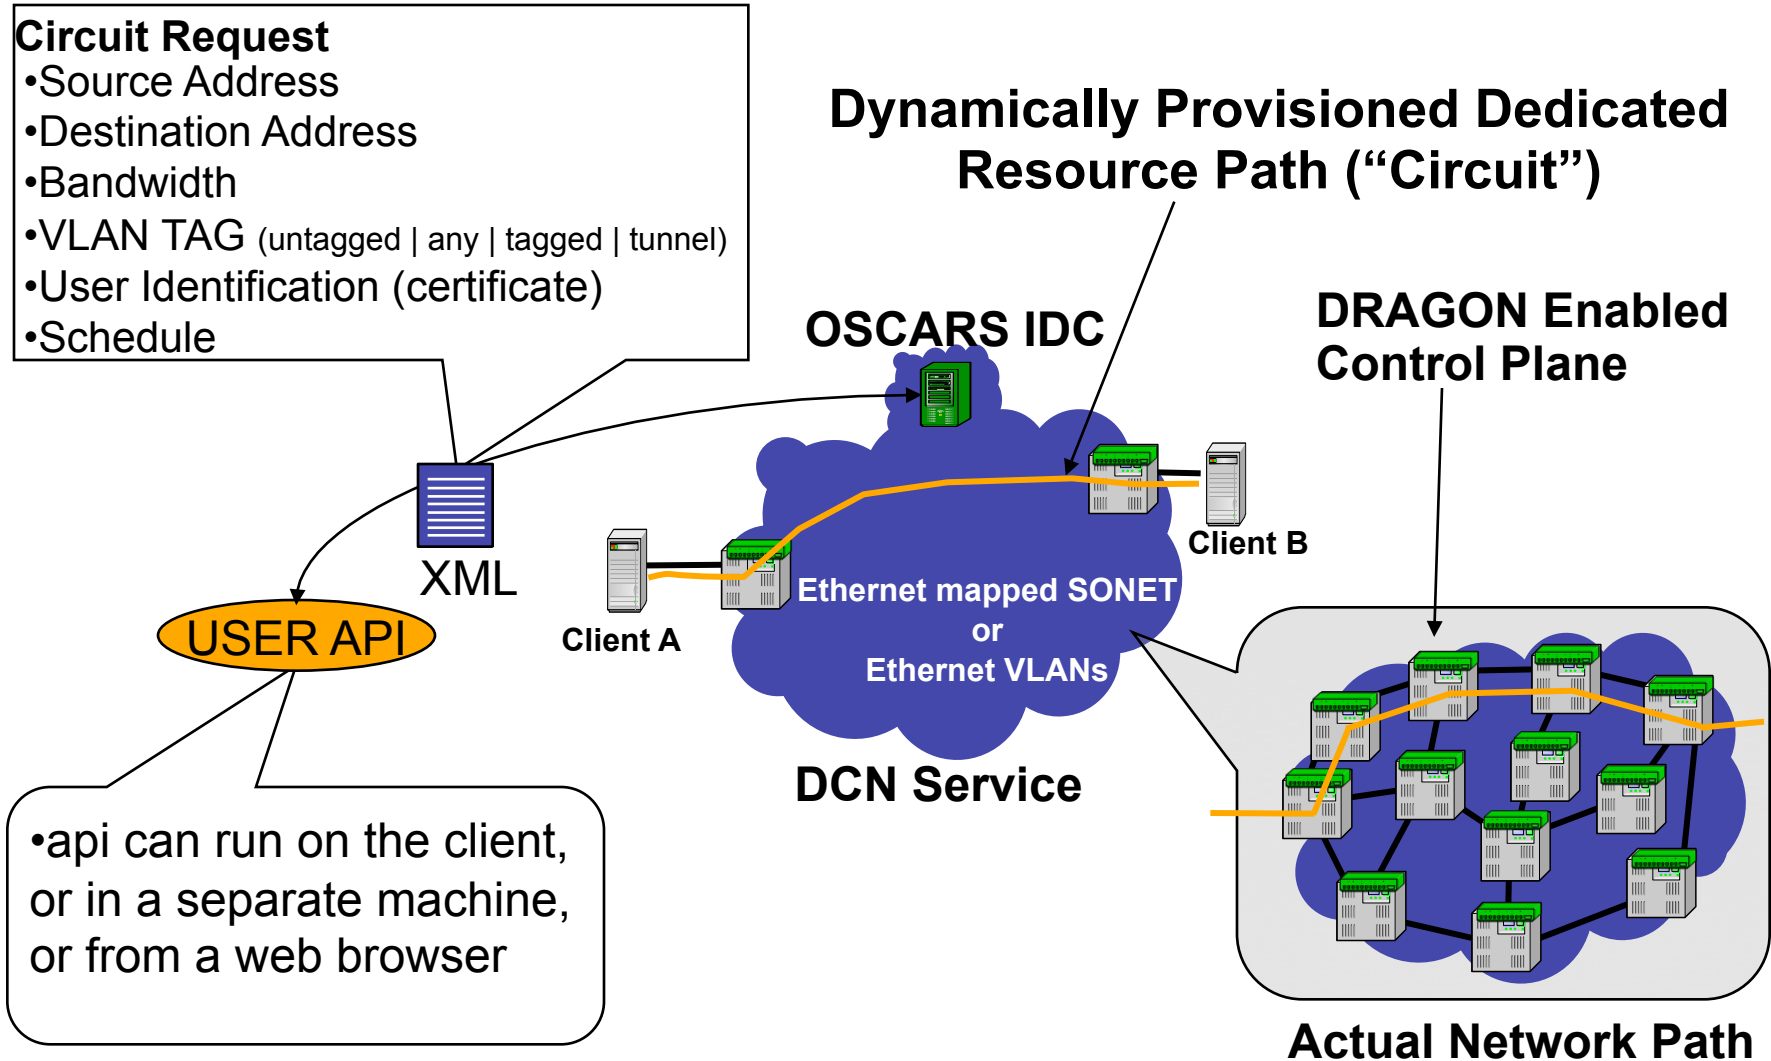 Circuit Request
•Source Address
•Destination Address
•Bandwidth
•VLAN TAG (untagged | any | tagged | tunnel)
•User Identification (certificate)
•Schedule
Dynamically Provisioned Dedicated
Resource Path (“Circuit”)
OSCARS IDC
DRAGON Enabled
Control Plane
XML
USER API
Client A
Client B
Ethernet mapped SONET
or
Ethernet VLANs
DCN Service
•api can run on the client,
or in a separate machine,
or from a web browser
Actual Network Path